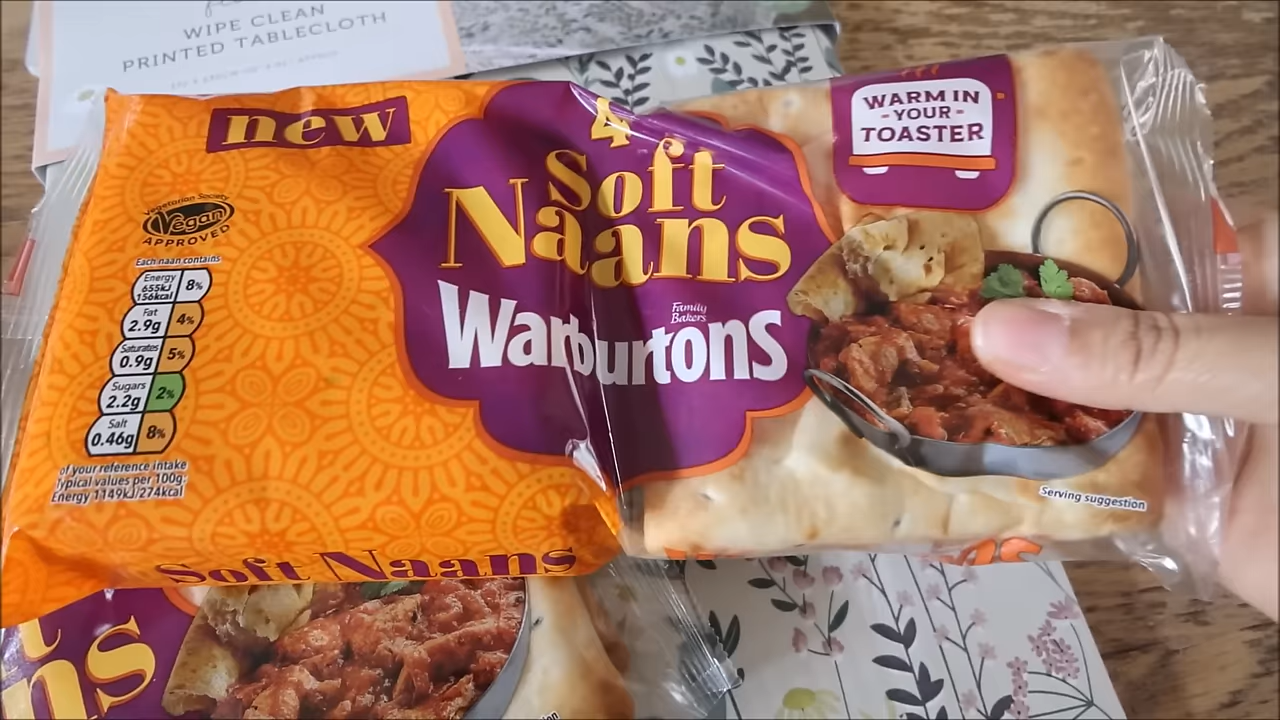 WIPE CLEAN
PRINTED TABLECLOTH
new
4
Soft
Naans
Family
Bakers
Warburtons
WARM IN
-YOUR-
TOASTER
Vegetarian Society
Vegan
APPROVED
Each naan contains
Energy
655kJ
156kcal
8%
Fat
2.9g
4%
Saturates
0.9g
5%
Sugars
2.2g
2%
Salt
0.46g
8%
of your reference intake
Typical values per 100g:
Energy 1149kJ/274kcal
Serving suggestion
Soft Naans